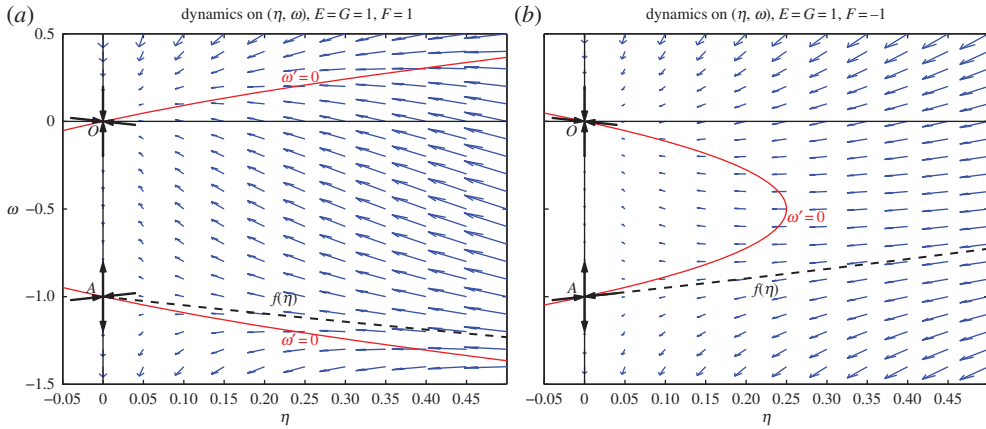 (a) dynamics on (η, ω), E = G = 1, F = 1
0.5
0
−0.5
−1.0
−1.5
ω
ω′ = 0
O
A
f(η)
ω′ = 0
−0.05 0 0.05 0.10 0.15 0.20 0.25 0.30 0.35 0.40 0.45
η
(b) dynamics on (η, ω), E = G = 1, F = −1
O
ω′ = 0
A
f(η)
−0.05 0 0.05 0.10 0.15 0.20 0.25 0.30 0.35 0.40 0.45
η